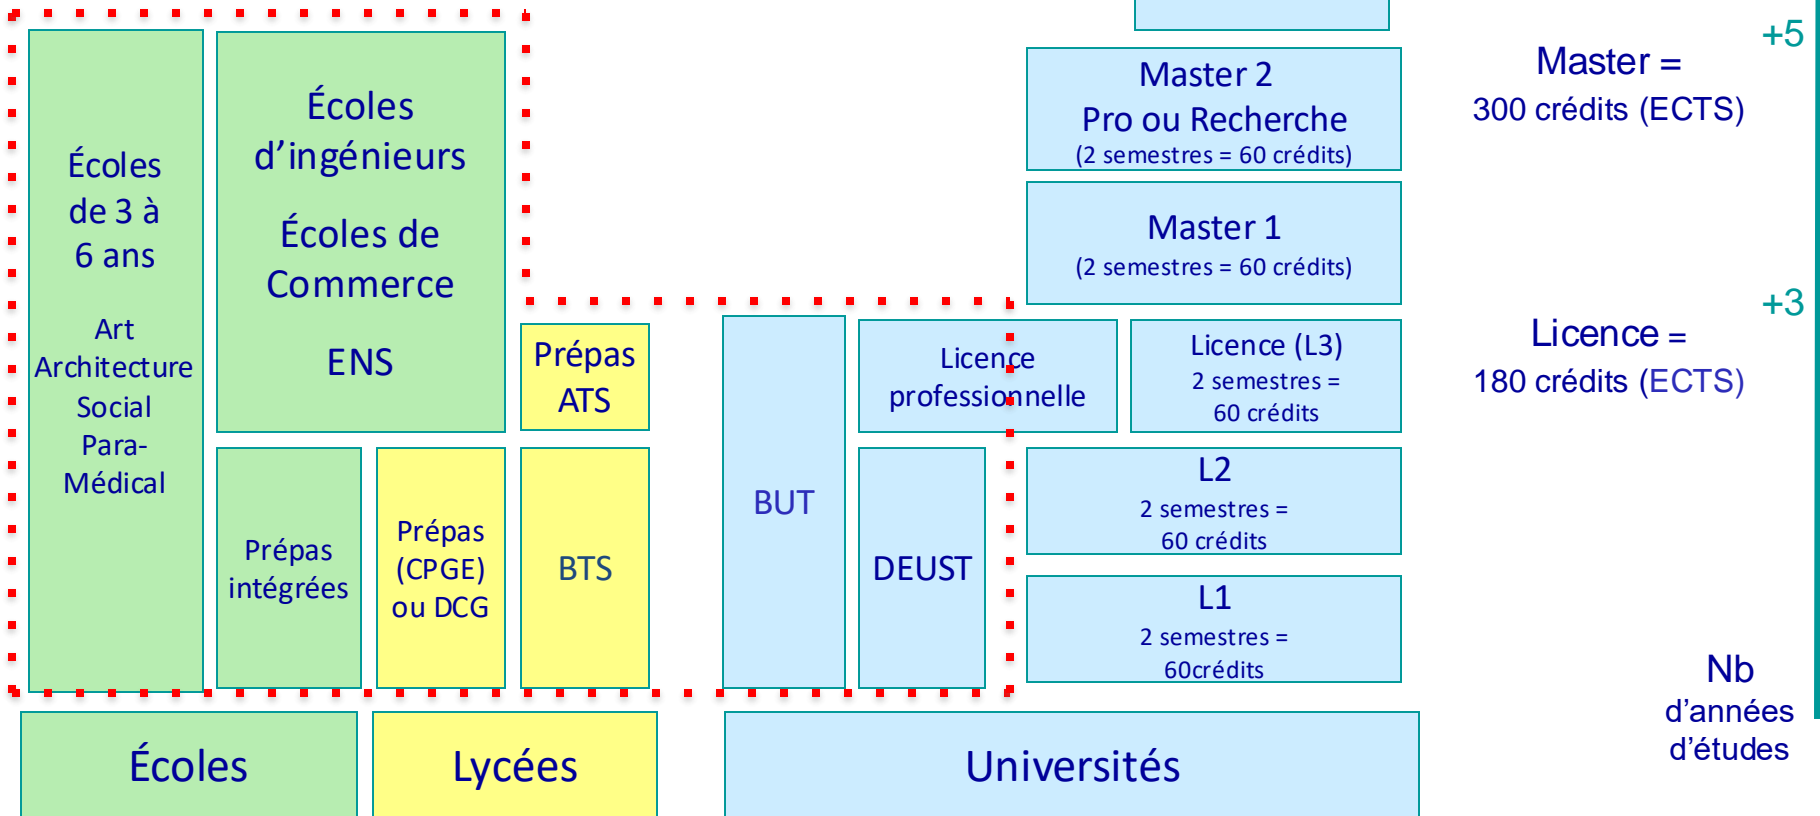 Écoles
de 3 à
6 ans
Art
Architecture
Social
Para-
Médical
Écoles
d’ingénieurs
Écoles de
Commerce
ENS
Prépas
intégrées
Prépas
(CPGE)
ou DCG
Prépas
ATS
BTS
BUT
Licence
professionnelle
DEUST
Master 2
Pro ou Recherche
(2 semestres = 60 crédits)
Master 1
(2 semestres = 60 crédits)
Licence (L3)
2 semestres =
60 crédits
L2
2 semestres =
60 crédits
L1
2 semestres =
60crédits
+5
Master =
300 crédits (ECTS)
+3
Licence =
180 crédits (ECTS)
Nb
d’années
d’études
Écoles
Lycées
Universités